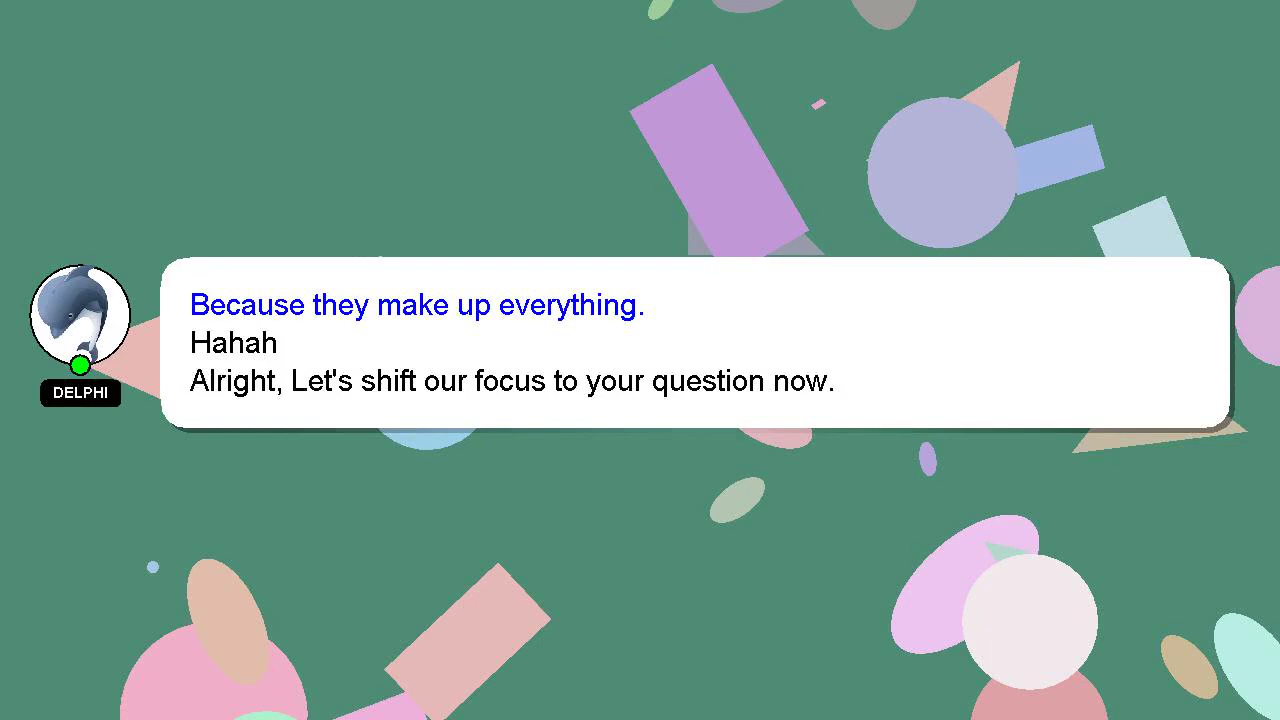 Because they make up everything.
Hahah
Alright, Let's shift our focus to your question now.
DELPHI